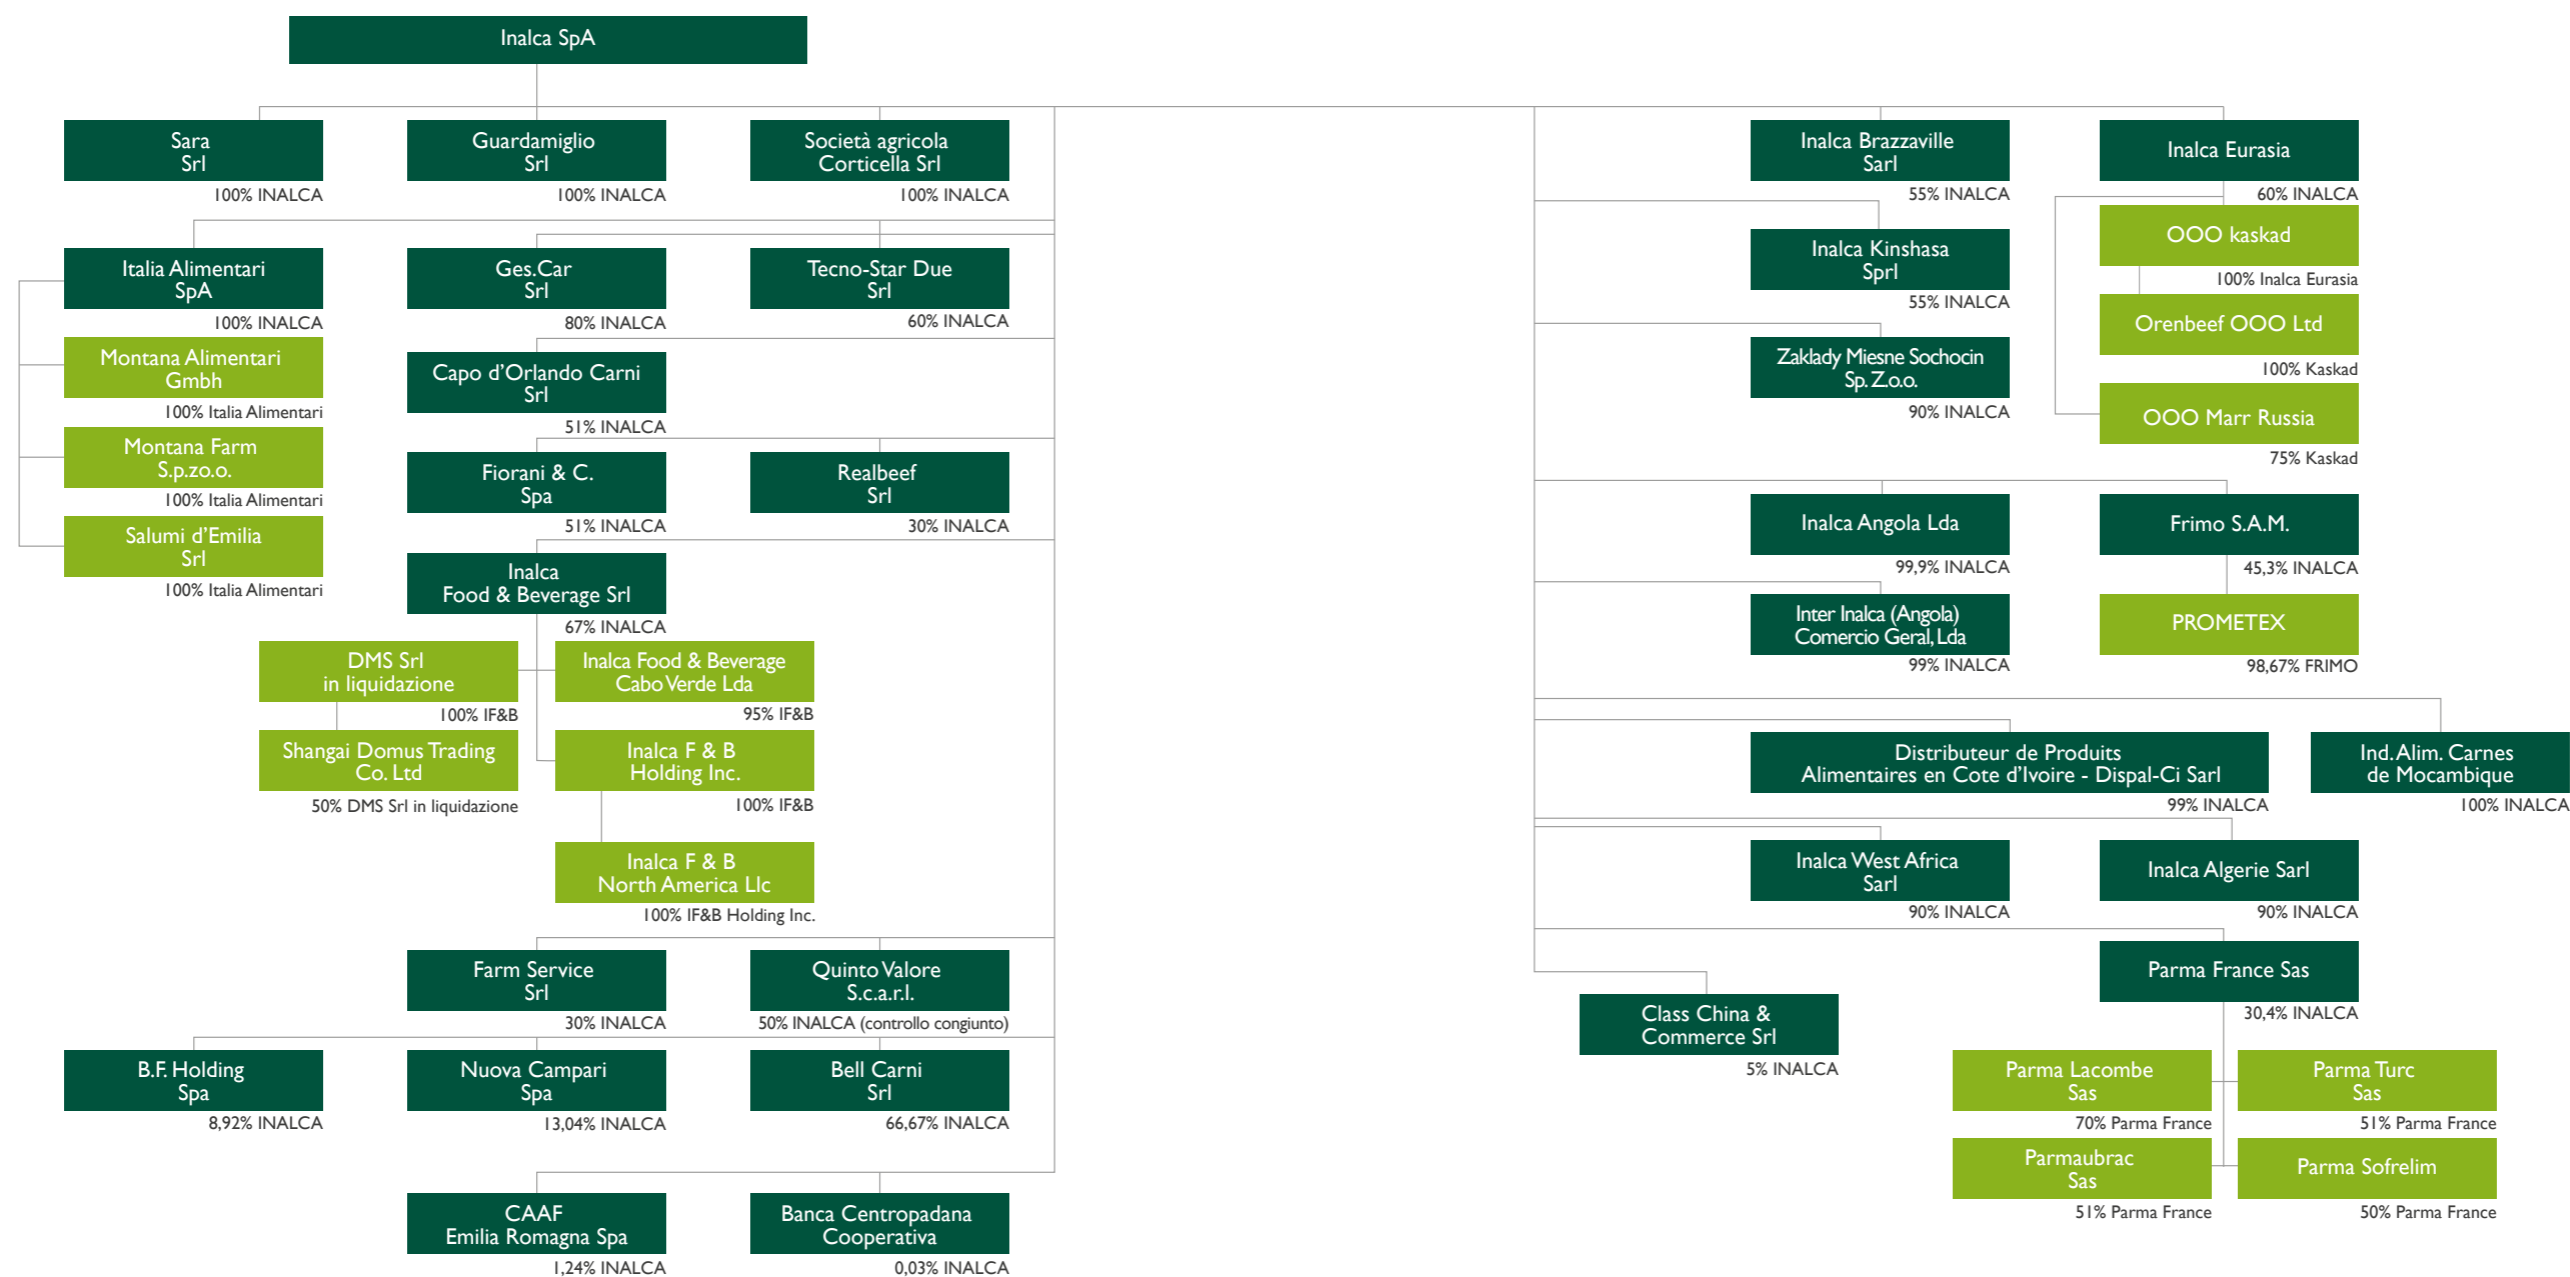 Inalca SpA
Sara
Srl
100% INALCA
Guardamiglio
Srl
100% INALCA
Società agricola
Corticella Srl
100% INALCA
Italia Alimentari
SpA
100% INALCA
Ges.Car
Srl
80% INALCA
Tecno-Star Due
Srl
60% INALCA
Montana Alimentari
Gmbh
100% Italia Alimentari
Montana Farm
S.p.zo.o.
100% Italia Alimentari
Salumi d'Emilia
Srl
100% Italia Alimentari
Capo d'Orlando Carni
Srl
51% INALCA
Fiorani & C.
Spa
51% INALCA
Realbeef
Srl
30% INALCA
Inalca
Food & Beverage Srl
67% INALCA
DMS Srl
in liquidazione
100% IF&B
Inalca Food & Beverage
Cabo Verde Lda
95% IF&B
Shangai Domus Trading
Co. Ltd
50% DMS Srl in liquidazione
Inalca F & B
Holding Inc.
100% IF&B
Inalca F & B
North America Llc
100% IF&B Holding Inc.
Farm Service
Srl
30% INALCA
Quinto Valore
S.c.a.r.l.
50% INALCA (controllo congiunto)
B.F. Holding
Spa
8,92% INALCA
Nuova Campari
Spa
13,04% INALCA
Bell Carni
Srl
66,67% INALCA
CAAF
Emilia Romagna Spa
1,24% INALCA
Banca Centropadana
Cooperativa
0,03% INALCA
Inalca Brazzaville
Sarl
55% INALCA
Inalca Eurasia
60% INALCA
Inalca Kinshasa
Sprl
55% INALCA
OOO kaskad
100% Inalca Eurasia
Orenbeef OOO Ltd
100% Kaskad
Zaklady Miesne Sochocin
Sp. Z.o.o.
90% INALCA
OOO Marr Russia
75% Kaskad
Inalca Angola Lda
99,9% INALCA
Frimo S.A.M.
45,3% INALCA
Inter Inalca (Angola)
Comercio Geral, Lda
99% INALCA
PROMETEX
98,67% FRIMO
Distributeur de Produits
Alimentaires en Cote d'Ivoire - Dispal-Ci Sarl
99% INALCA
Ind. Alim. Carnes
de Mocambique
100% INALCA
Inalca West Africa
Sarl
90% INALCA
Inalca Algerie Sarl
90% INALCA
Parma France Sas
30,4% INALCA
Class China &
Commerce Srl
5% INALCA
Parma Lacombe
Sas
70% Parma France
Parma Turc
Sas
51% Parma France
Parmaubrac
Sas
51% Parma France
Parma Sofrelim
50% Parma France